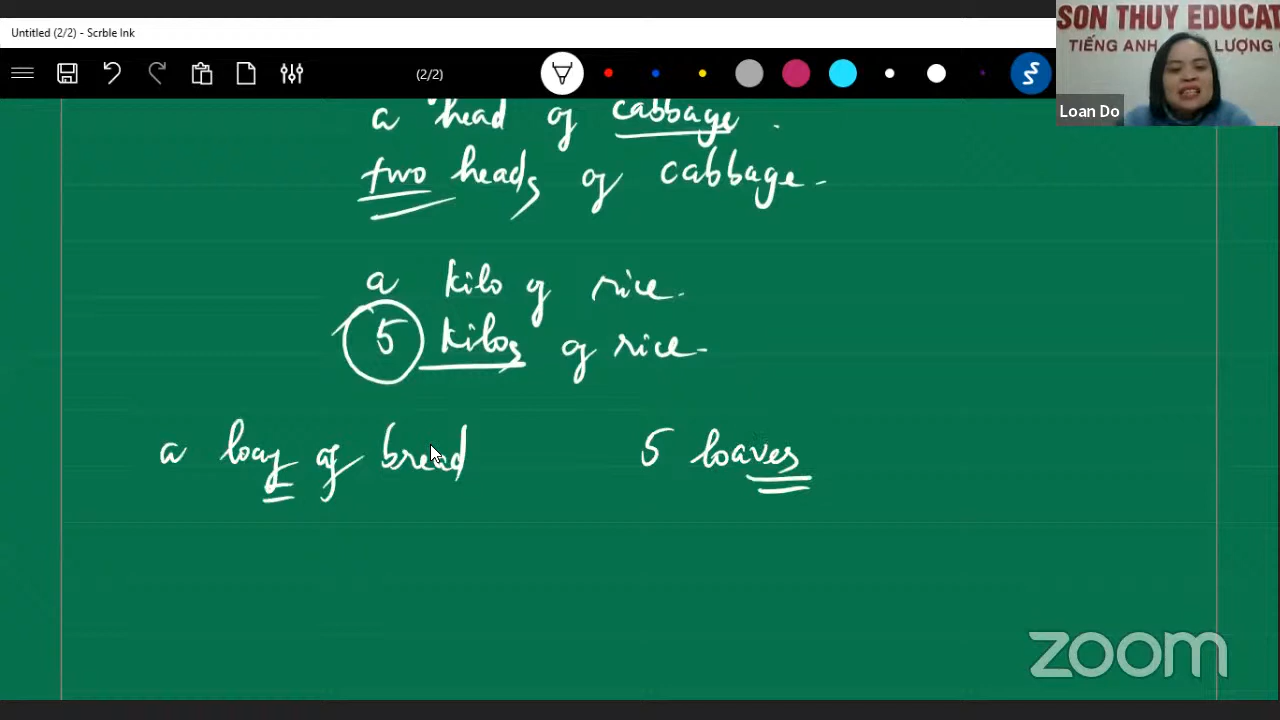 Untitled (2/2) - Scrble Ink
(2/2)
SON THUY EDUCAT
TIẾNG ANH LƯỢNG
Loan Do
a head of cabbage.
two heads of cabbage.
a kilo of rice.
5 kilos of rice.
a loaf of bread 5 loaves
zoom